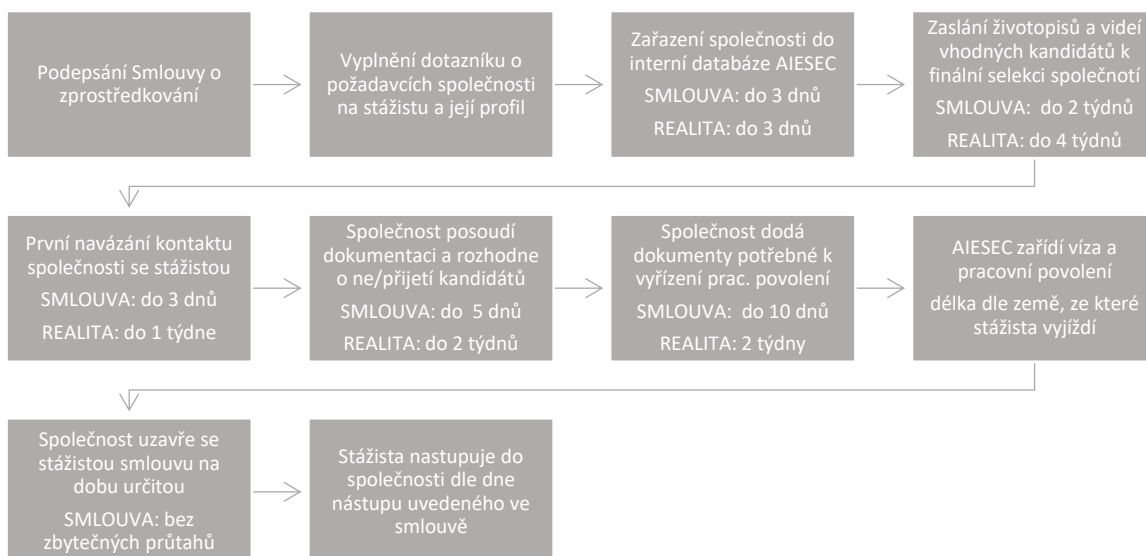 Podepsání Smlouvy o
zprostředkování
Vyplnění dotazníku o
požadavcích společnosti
na stážistu a její profil
Zařazení společnosti do
interní databáze AIESEC
SMLOUVA: do 3 dnů
REALITA: do 3 dnů
Zaslání životopisů a videí
vhodných kandidátů k
finální selekci společnotí
SMLOUVA:  do 2 týdnů
REALITA: do 4 týdnů
První navázání kontaktu
společnosti se stážistou
SMLOUVA: do 3 dnů
REALITA: do 1 týdne
Společnost posoudí
dokumentaci a rozhodne
o ne/přijetí kandidátů
SMLOUVA: do  5 dnů
REALITA: do 2 týdnů
Společnost dodá
dokumenty potřebné k
vyřízení prac. povolení
SMLOUVA:  do 10 dnů
REALITA: 2 týdny
AIESEC zařídí víza a
pracovní povolení
délka dle země, ze které
stážista vyjíždí
Společnost uzavře se
stážistou smlouvu na
dobu určitou
SMLOUVA: bez
zbytečných průtahů
Stážista nastupuje do
společnosti dle dne
nástupu uvedeného ve
smlouvě